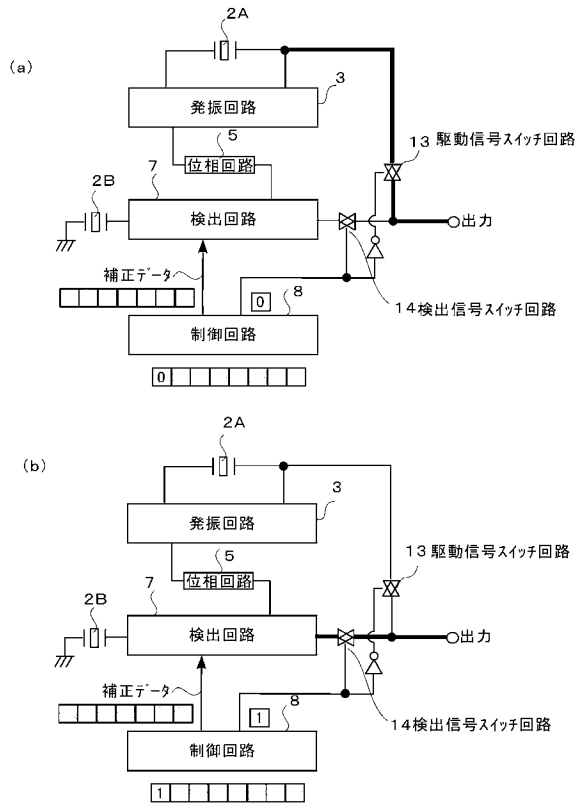 (a)
2A
3
発振回路
5
位相回路
13 駆動信号スイッチ回路
7
2B
検出回路
出力
補正データ
14検出信号スイッチ回路
0
8
制御回路
0
(b)
2A
3
発振回路
5
位相回路
13 駆動信号スイッチ回路
7
2B
検出回路
出力
補正データ
14検出信号スイッチ回路
1
8
制御回路
1